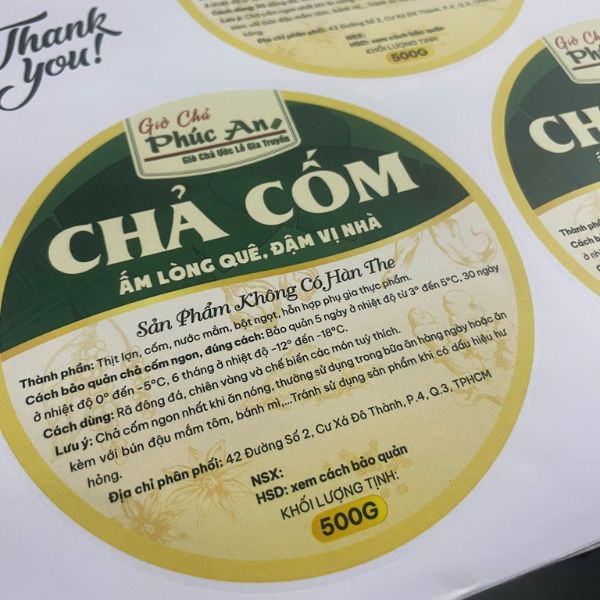 Thank
you!
Giò Chả
Phúc An
Giò Chả Ước Lễ Gia Truyền
CHẢ CỐM
ẤM LÒNG QUÊ, ĐẬM VỊ NHÀ
Sản Phẩm Không Có Hàn The
Thành phần: Thịt lợn, cốm, nước mắm, bột ngọt, hỗn hợp phụ gia thực phẩm.
Cách bảo quản chả cốm ngon, đúng cách: Bảo quản 5 ngày ở nhiệt độ từ 3° đến 5°C, 30 ngày
ở nhiệt độ 0° đến -5°C, 6 tháng ở nhiệt độ -12° đến -18°C.
Cách dùng: Rã đông đá, chiên vàng và chế biến các món tuỳ thích.
Lưu ý: Chả cốm ngon nhất khi ăn nóng, thường sử dụng trong bữa ăn hàng ngày hoặc ăn
kèm với bún đậu mắm tôm, bánh mì,...Tránh sử dụng sản phẩm khi có dấu hiệu hư
hỏng.
Địa chỉ phân phối: 42 Đường Số 2, Cư Xá Đô Thành, P.4, Q.3, TPHCM
NSX:
HSD: xem cách bảo quản
KHỐI LƯỢNG TỊNH:
500G
Địa chỉ phân phối: 42 Đường Số 2, Cư Xá Đô Thành, P.4, Q.3,
NSX:
HSD: xem cách bảo quản
KHỐI LƯỢNG TỊNH:
500G
Giò Chả
Phúc
Giò Chả
CH
ẤM LÒNG
Thành phần:
Cách bảo
ở nhiệt